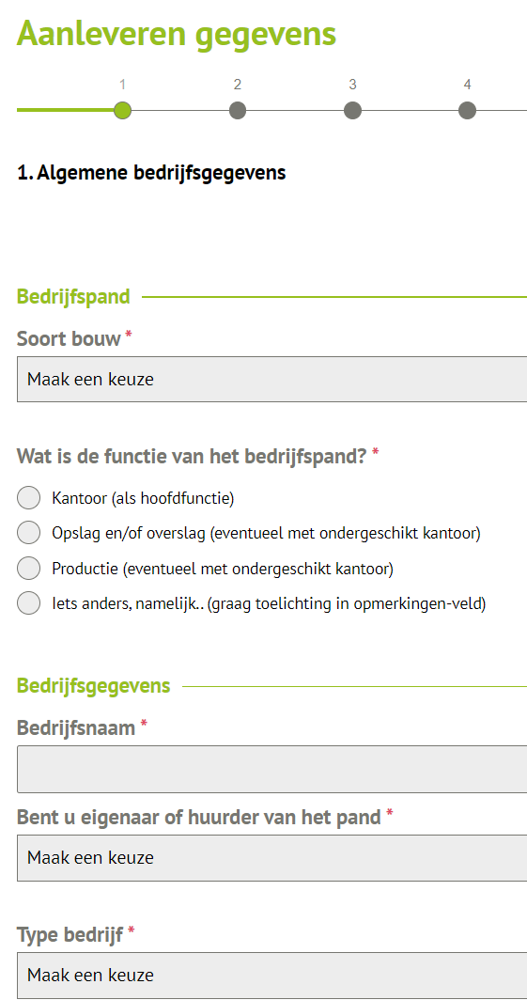 Aanleveren gegevens
1 2 3 4
1. Algemene bedrijfsgegevens
Bedrijfspand
Soort bouw *
Maak een keuze
Wat is de functie van het bedrijfspand? *
Kantoor (als hoofdfunctie)
Opslag en/of overslag (eventueel met ondergeschikt kantoor)
Productie (eventueel met ondergeschikt kantoor)
Iets anders, namelijk.. (graag toelichting in opmerkingen-veld)
Bedrijfsgegevens
Bedrijfsnaam *
Bent u eigenaar of huurder van het pand *
Maak een keuze
Type bedrijf *
Maak een keuze